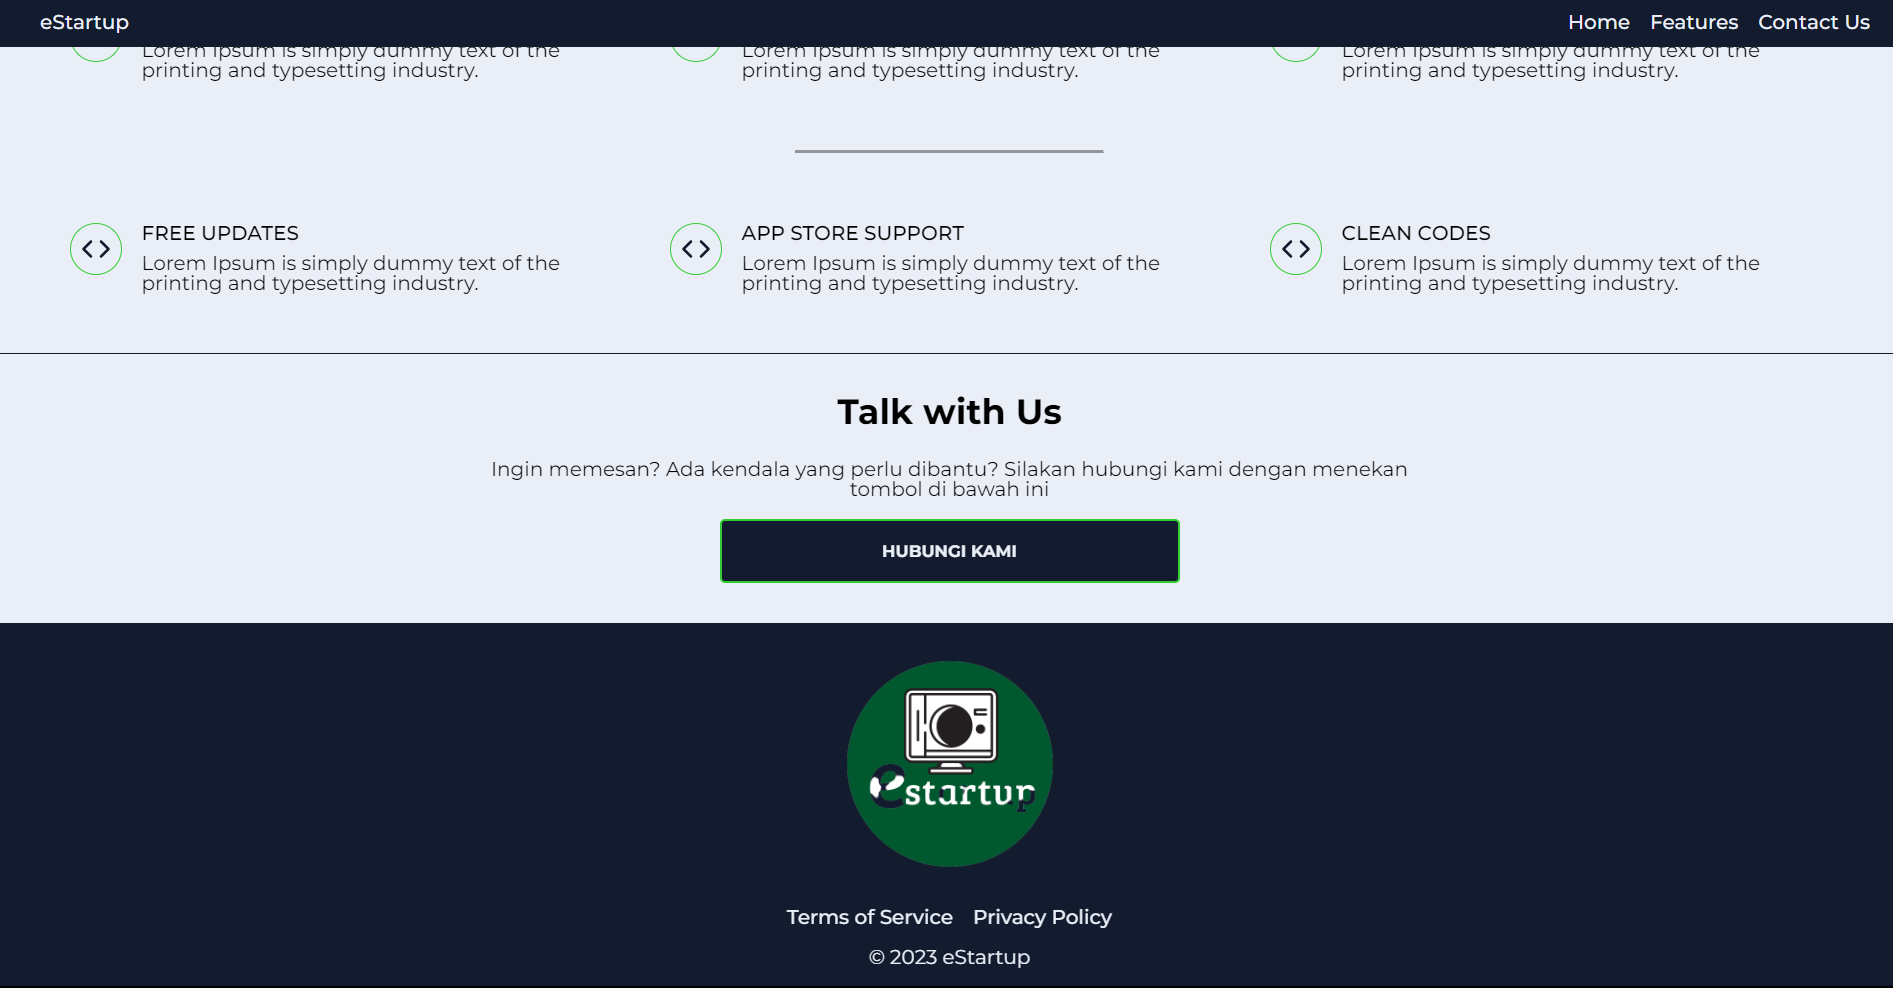 eStartup
Home Features Contact Us
Lorem Ipsum is simply dummy text of the
printing and typesetting industry.
Lorem Ipsum is simply dummy text of the
printing and typesetting industry.
Lorem Ipsum is simply dummy text of the
printing and typesetting industry.
FREE UPDATES
Lorem Ipsum is simply dummy text of the
printing and typesetting industry.
APP STORE SUPPORT
Lorem Ipsum is simply dummy text of the
printing and typesetting industry.
CLEAN CODES
Lorem Ipsum is simply dummy text of the
printing and typesetting industry.
Talk with Us
Ingin memesan? Ada kendala yang perlu dibantu? Silakan hubungi kami dengan menekan
tombol di bawah ini
HUBUNGI KAMI
estartup
Terms of Service Privacy Policy
© 2023 eStartup